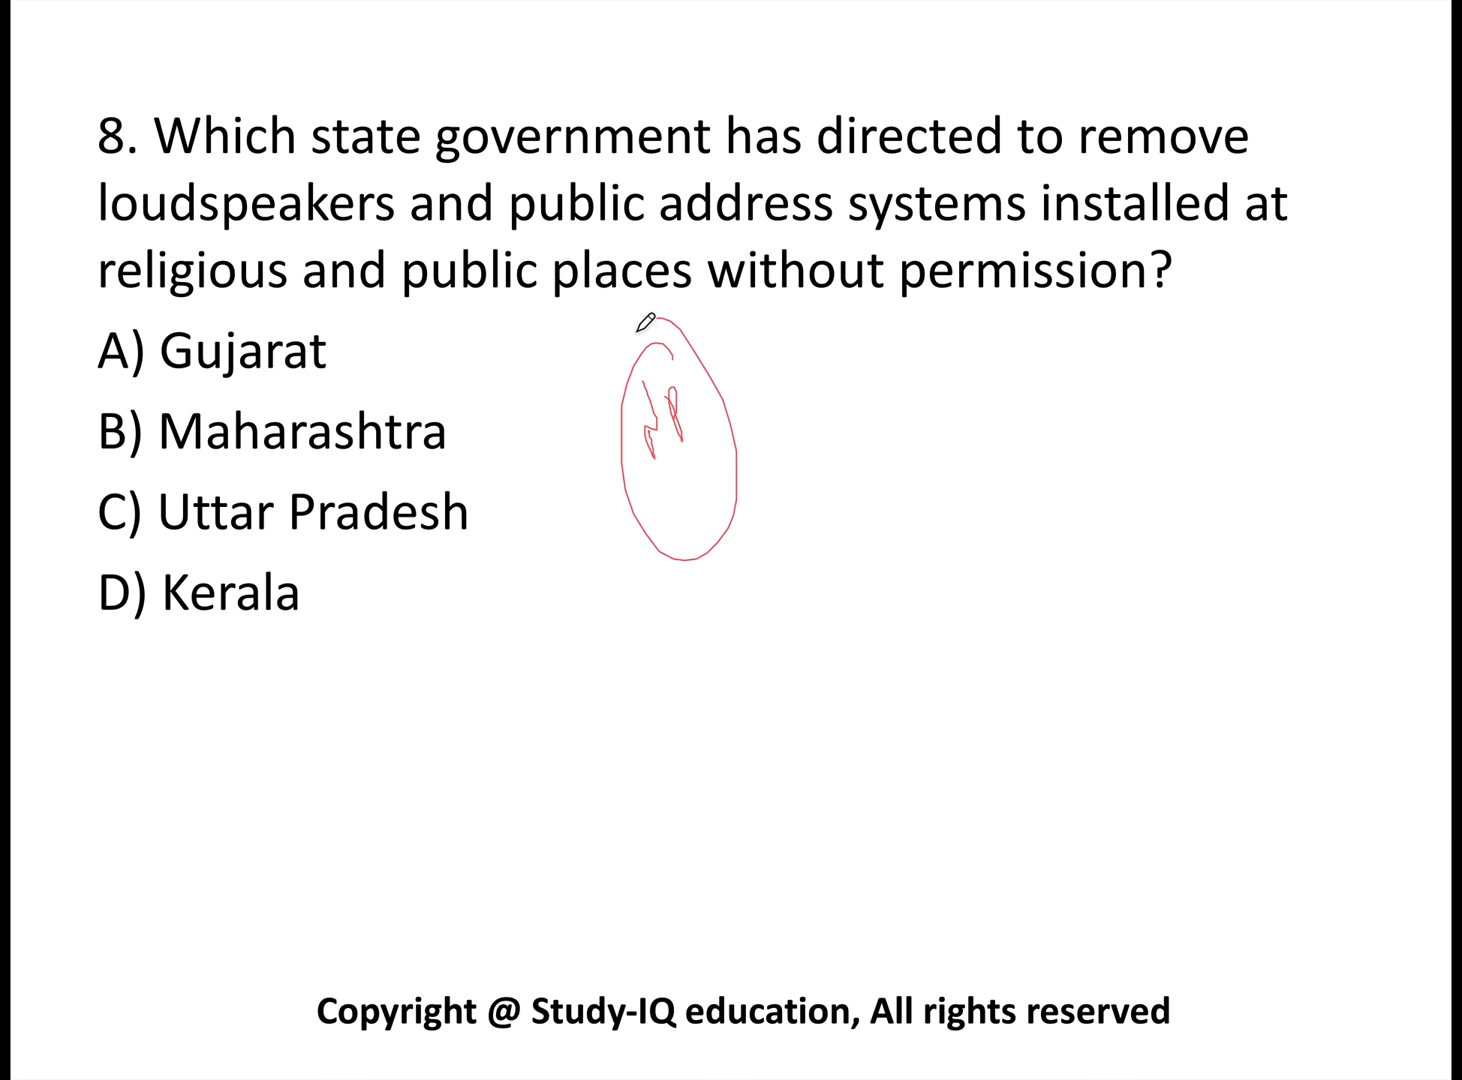 8. Which state government has directed to remove
loudspeakers and public address systems installed at
religious and public places without permission?
A) Gujarat
B) Maharashtra
C) Uttar Pradesh
D) Kerala
Copyright @ Study-IQ education, All rights reserved